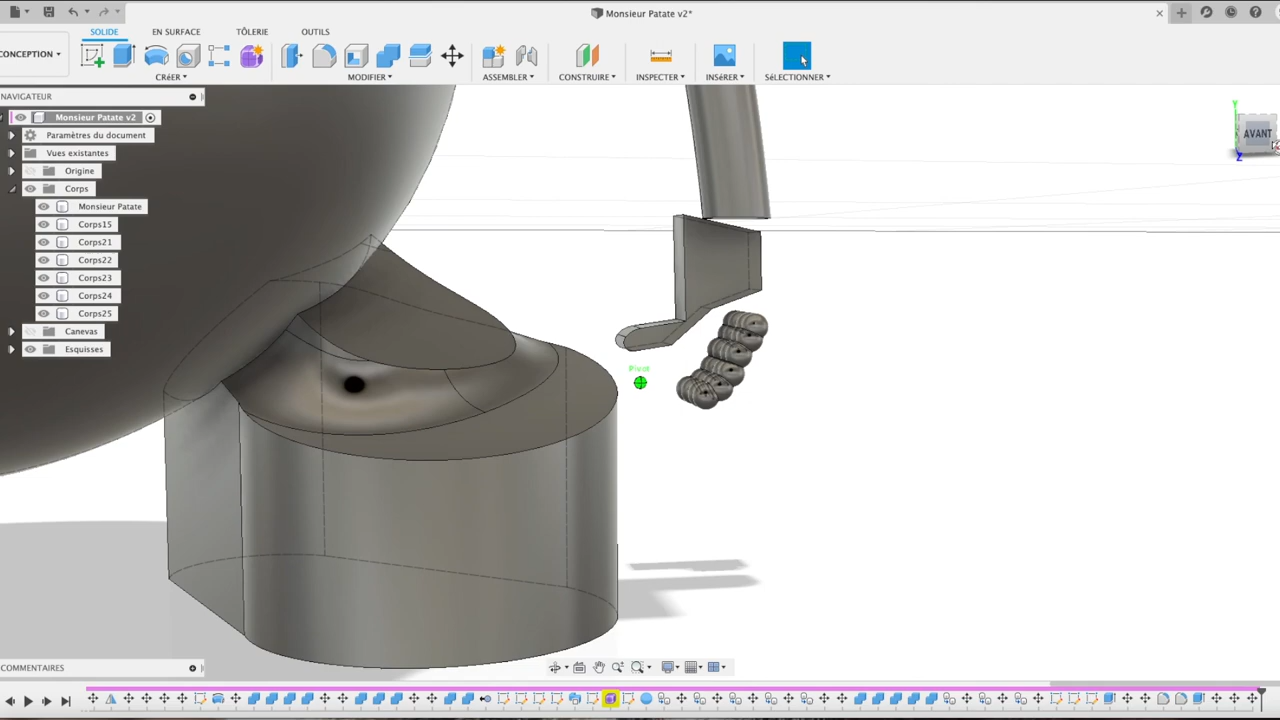 Monsieur Patate v2*
SOLIDE
EN SURFACE
TÔLERIE
OUTILS
CONCEPTION
CRÉER
MODIFIER
ASSEMBLER
CONSTRUIRE
INSPECTER
INSÉRER
SÉLECTIONNER
NAVIGATEUR
Monsieur Patate v2
Paramètres du document
Vues existantes
Origine
Corps
Monsieur Patate
Corps15
Corps21
Corps22
Corps23
Corps24
Corps25
Canevas
Esquisses
Y
AVANT
Z
Pivot
COMMENTAIRES